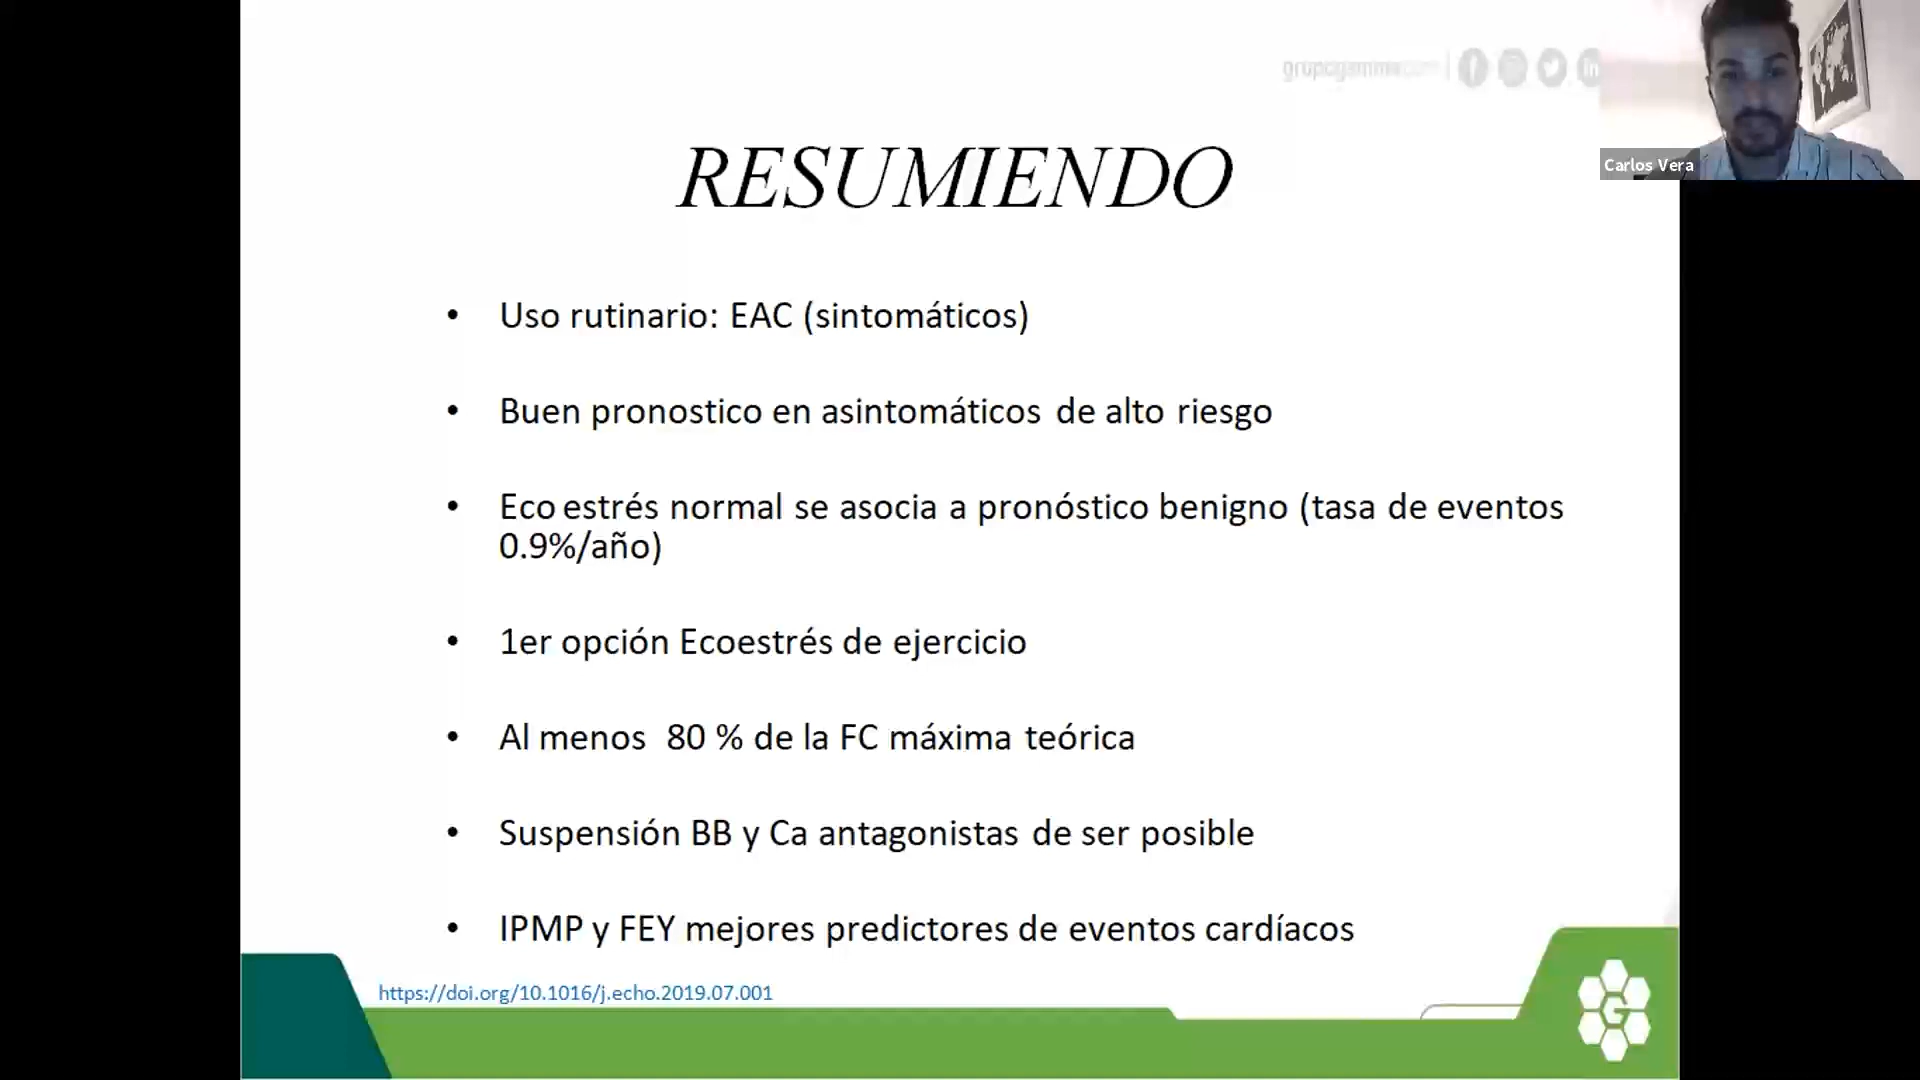 grupogamma.com
Carlos Vera
RESUMIENDO
• Uso rutinario: EAC (sintomáticos)
• Buen pronostico en asintomáticos de alto riesgo
• Eco estrés normal se asocia a pronóstico benigno (tasa de eventos
0.9%/año)
• 1er opción Ecoestrés de ejercicio
• Al menos 80 % de la FC máxima teórica
• Suspensión BB y Ca antagonistas de ser posible
• IPMP y FEY mejores predictores de eventos cardíacos
https://doi.org/10.1016/j.echo.2019.07.001
G